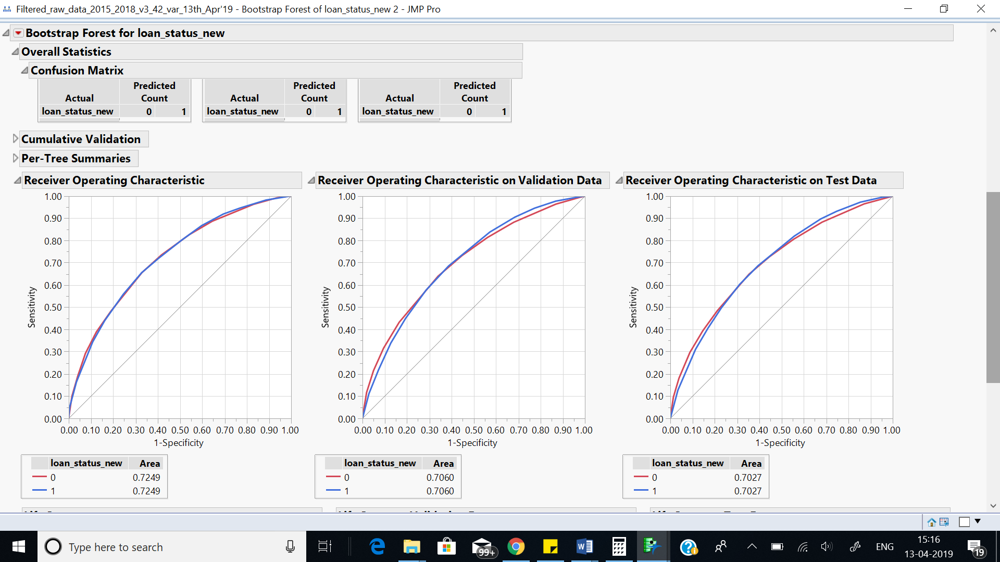 Filtered_raw_data_2015_2018_v3_42_var_13th_Apr'19 - Bootstrap Forest of loan_status_new 2 - JMP Pro
Bootstrap Forest for loan_status_new
Overall Statistics
Confusion Matrix
Predicted Predicted Predicted
Actual Count Actual Count Actual Count
loan_status_new 0 1 loan_status_new 0 1 loan_status_new 0 1
Cumulative Validation
Per-Tree Summaries
Receiver Operating Characteristic
1.00
0.90
0.80
0.70
0.60
0.50
0.40
0.30
0.20
0.10
0.00
Sensitivity
0.00 0.10 0.20 0.30 0.40 0.50 0.60 0.70 0.80 0.90 1.00
1-Specificity
loan_status_new Area
0 0.7249
1 0.7249
Receiver Operating Characteristic on Validation Data
1.00
0.90
0.80
0.70
0.60
0.50
0.40
0.30
0.20
0.10
0.00
Sensitivity
0.00 0.10 0.20 0.30 0.40 0.50 0.60 0.70 0.80 0.90 1.00
1-Specificity
loan_status_new Area
0 0.7060
1 0.7060
Receiver Operating Characteristic on Test Data
1.00
0.90
0.80
0.70
0.60
0.50
0.40
0.30
0.20
0.10
0.00
Sensitivity
0.00 0.10 0.20 0.30 0.40 0.50 0.60 0.70 0.80 0.90 1.00
1-Specificity
loan_status_new Area
0 0.7027
1 0.7027
Type here to search
99+
ENG
15:16
13-04-2019
19